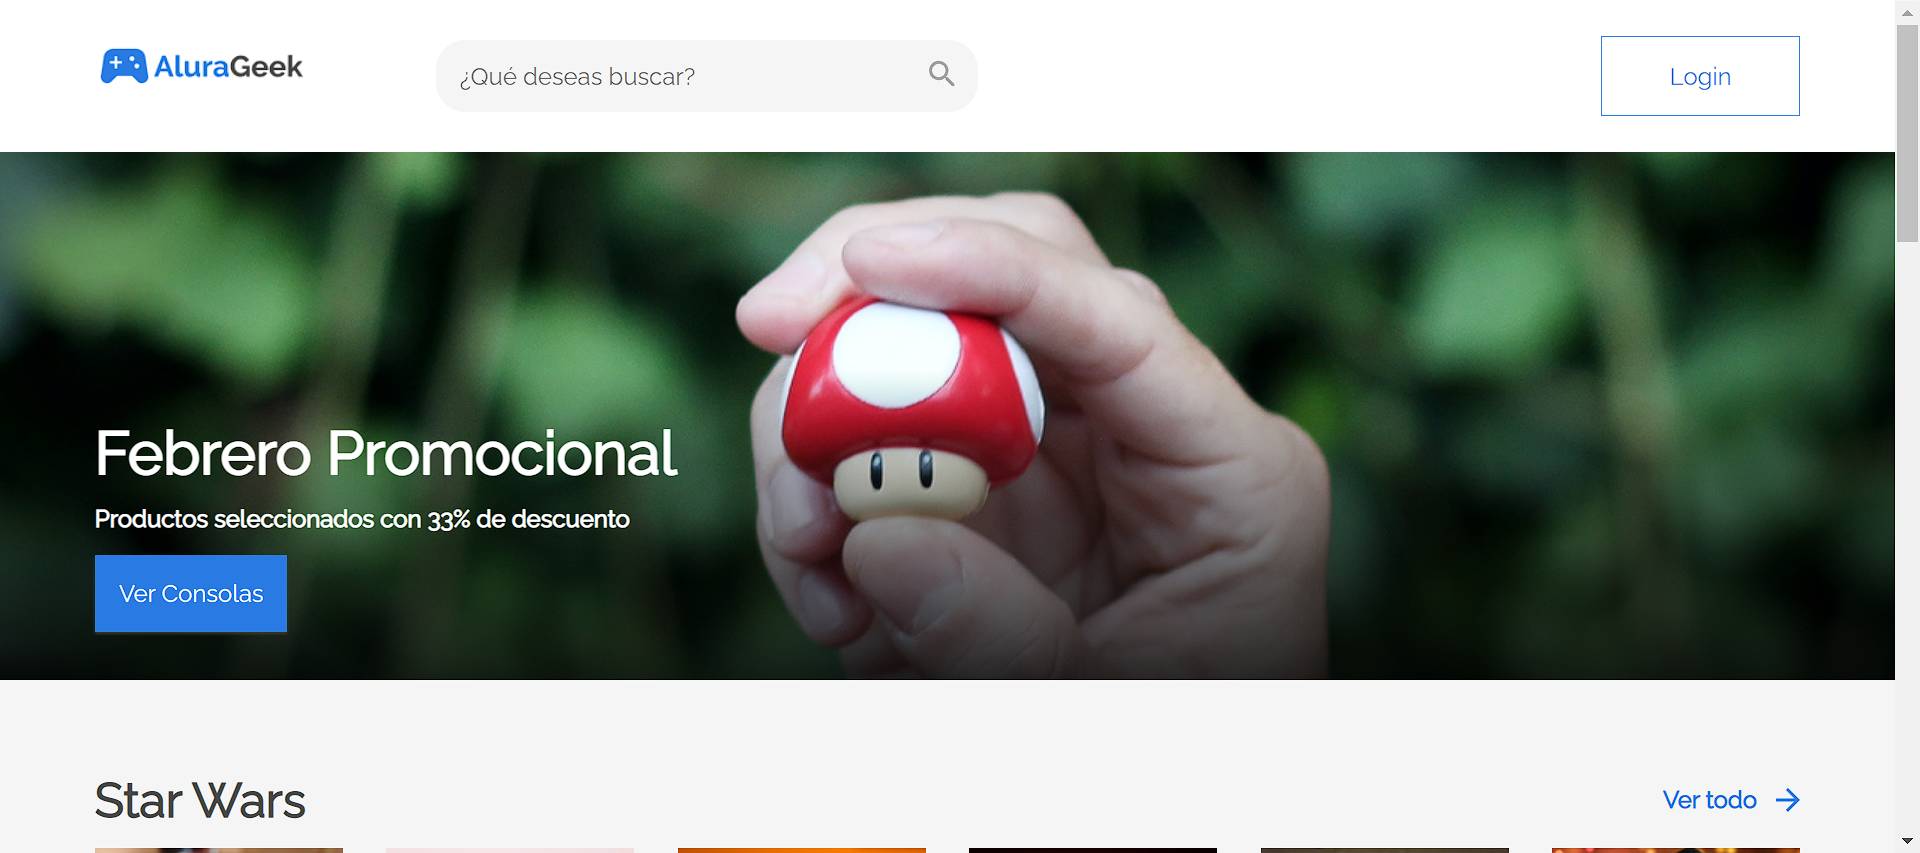 AluraGeek
¿Qué deseas buscar?
Login
Febrero Promocional
Productos seleccionados con 33% de descuento
Ver Consolas
Star Wars
Ver todo